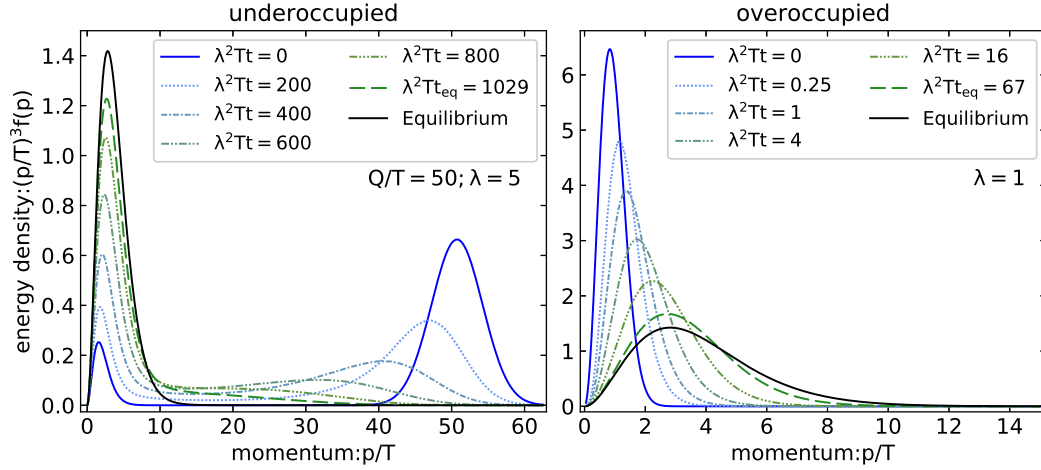 underoccupied
energy density:(p/T)³f(p)
1.4
1.2
1.0
0.8
0.6
0.4
0.2
0.0
λ²Tt = 0
λ²Tt = 200
λ²Tt = 400
λ²Tt = 600
λ²Tt = 800
λ²Tt_eq = 1029
Equilibrium
Q/T = 50; λ = 5
0 10 20 30 40 50 60
momentum:p/T
overoccupied
6
5
4
3
2
1
0
λ²Tt = 0
λ²Tt = 0.25
λ²Tt = 1
λ²Tt = 4
λ²Tt = 16
λ²Tt_eq = 67
Equilibrium
λ = 1
0 2 4 6 8 10 12 14
momentum:p/T